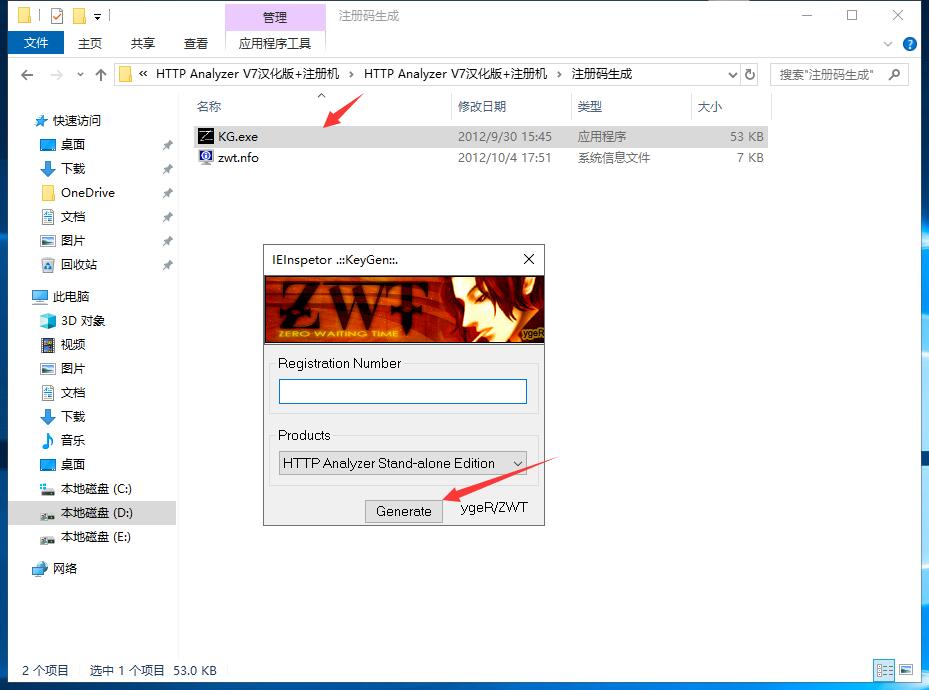 管理
注册码生成
文件 主页 共享 查看 应用程序工具
« HTTP Analyzer V7汉化版+注册机 › HTTP Analyzer V7汉化版+注册机 › 注册码生成
搜索"注册码生成"
名称 修改日期 类型 大小
KG.exe 2012/9/30 15:45 应用程序 53 KB
zwt.nfo 2012/10/4 17:51 系统信息文件 7 KB
快速访问
桌面
下载
OneDrive
文档
图片
回收站
此电脑
3D 对象
视频
图片
文档
下载
音乐
桌面
本地磁盘 (C:)
本地磁盘 (D:)
本地磁盘 (E:)
网络
IEInspetor .::KeyGen::.
ZWT
ZERO WAITING TIME
ygeR
Registration Number
Products
HTTP Analyzer Stand-alone Edition
Generate
ygeR/ZWT
2 个项目 选中 1 个项目 53.0 KB